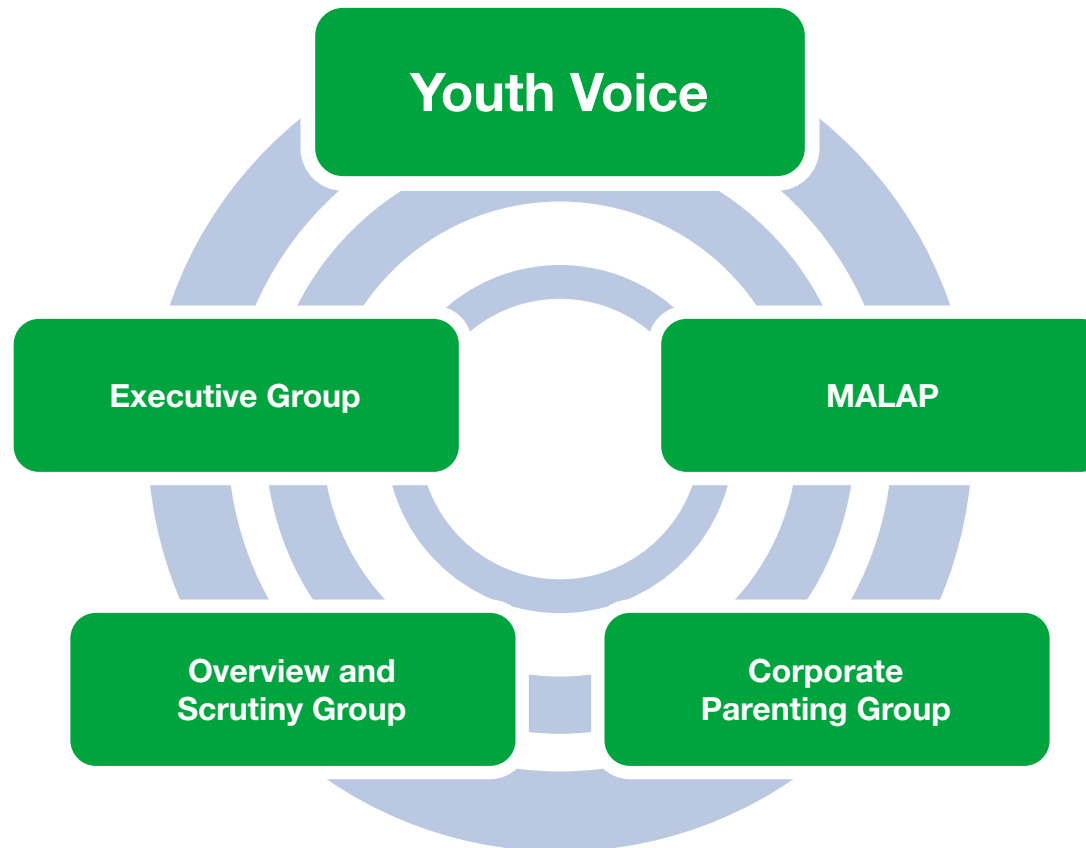 Youth Voice
Executive Group
MALAP
Overview and
Scrutiny Group
Corporate
Parenting Group